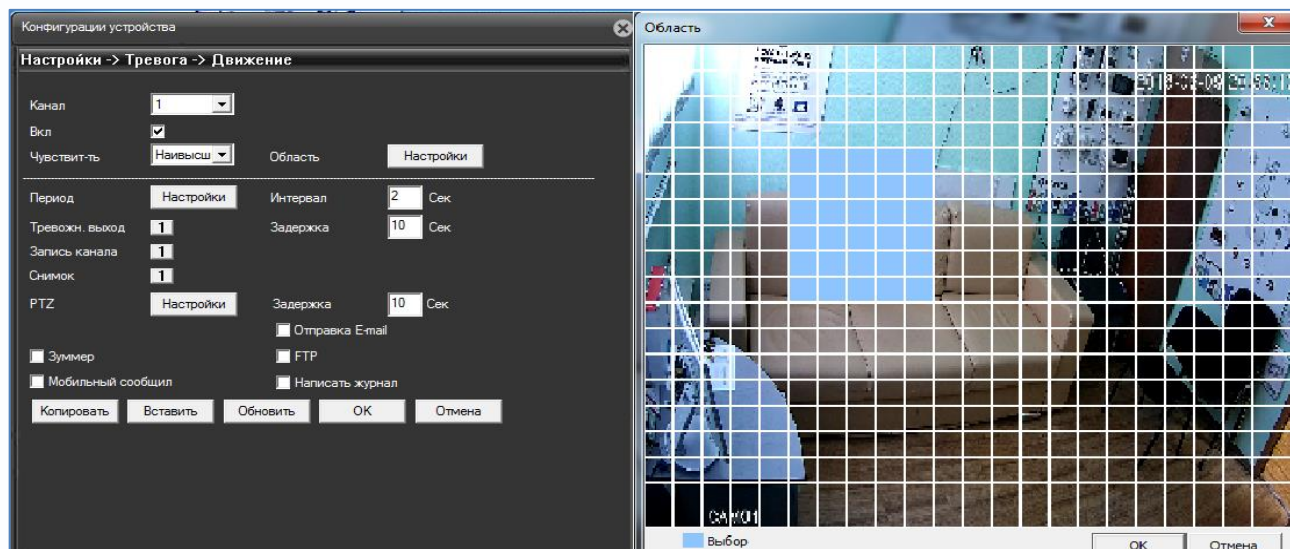 Конфигурации устройства
Настройки -> Тревога -> Движение
Канал 1
Вкл
Чувствит-ть Наивысш Область Настройки
Период Настройки Интервал 2 Сек
Тревожн. выход 1 Задержка 10 Сек
Запись канала 1
Снимок 1
PTZ Настройки Задержка 10 Сек
Отправка E-mail
Зуммер FTP
Мобильный сообщил Написать журнал
Копировать Вставить Обновить OK Отмена
Область
CAM01
Выбор
OK Отмена